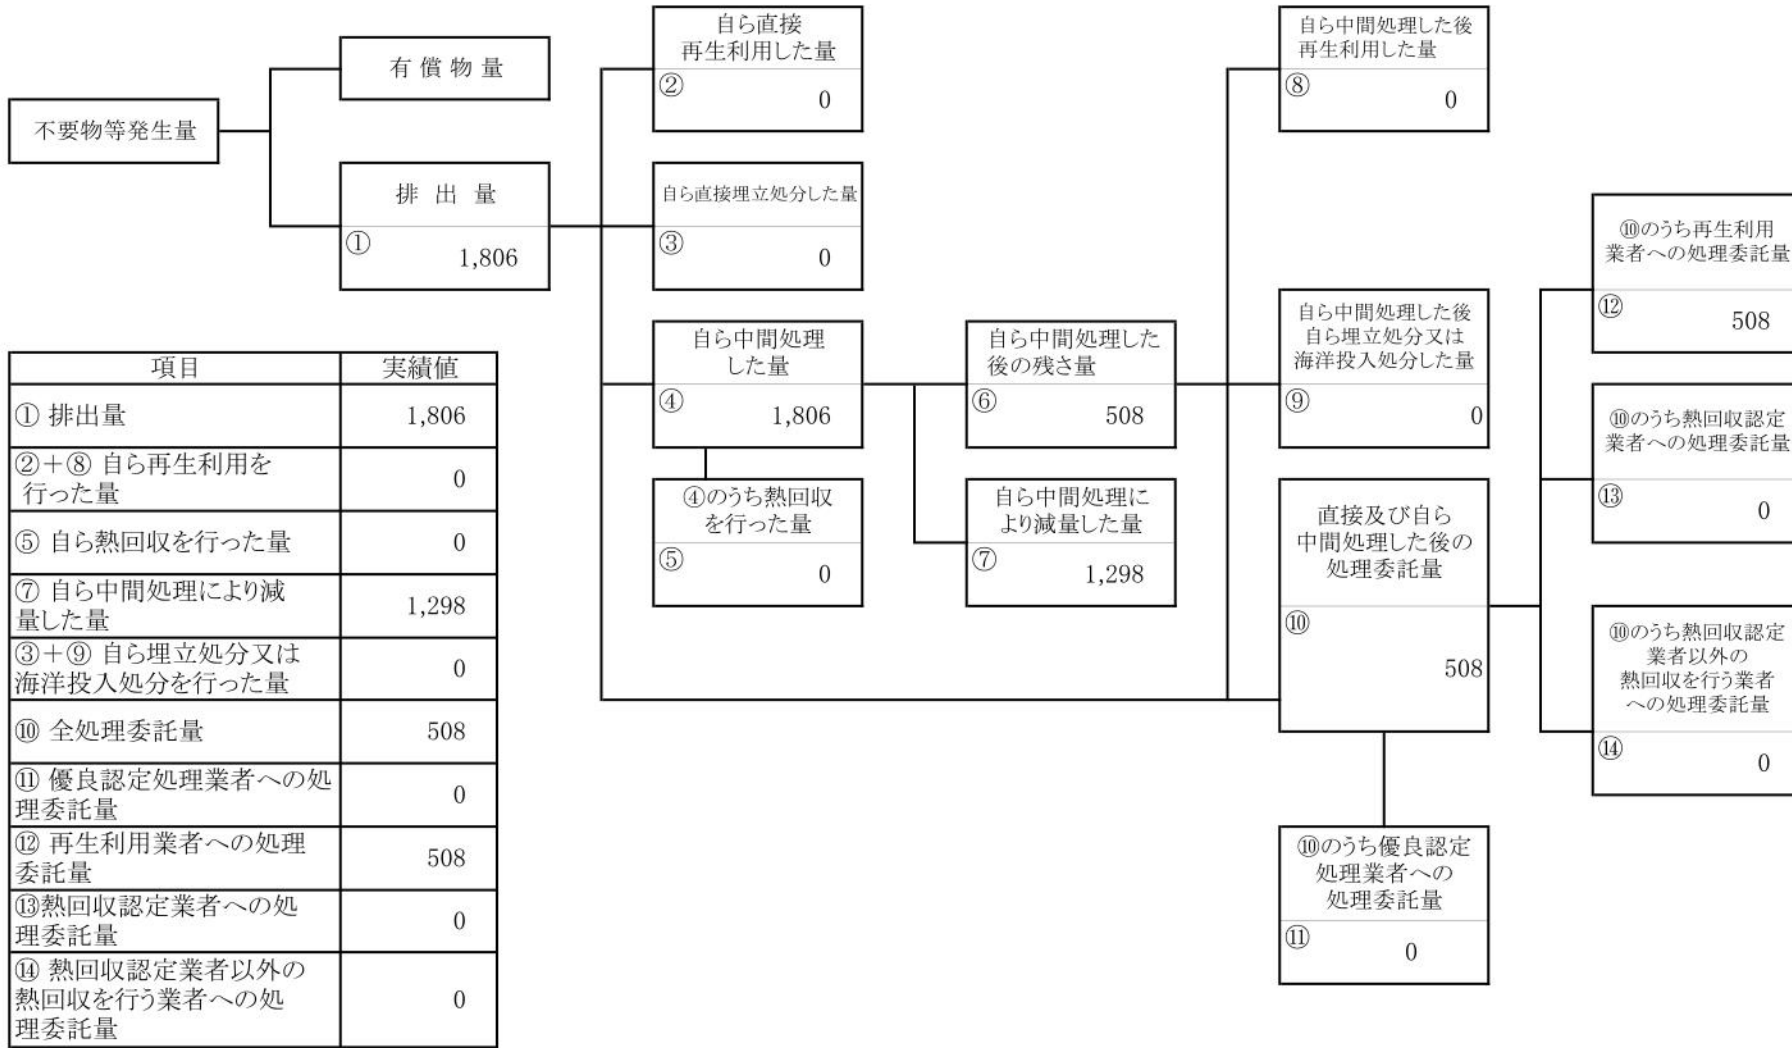 不要物等発生量
有償物量
排出量
①
1,806
自ら直接
再生利用した量
②
0
自ら直接埋立処分した量
③
0
自ら中間処理
した量
④
1,806
④のうち熱回収
を行った量
⑤
0
自ら中間処理した
後の残さ量
⑥
508
自ら中間処理に
より減量した量
⑦
1,298
自ら中間処理した後
再生利用した量
⑧
0
自ら中間処理した後
自ら埋立処分又は
海洋投入処分した量
⑨
0
直接及び自ら
中間処理した後の
処理委託量
⑩
508
⑩のうち優良認定
処理業者への
処理委託量
⑪
0
⑩のうち再生利用
業者への処理委託量
⑫
508
⑩のうち熱回収認定
業者への処理委託量
⑬
0
⑩のうち熱回収認定
業者以外の
熱回収を行う業者
への処理委託量
⑭
0
項目 実績値
① 排出量 1,806
②+⑧ 自ら再生利用を
行った量 0
⑤ 自ら熱回収を行った量 0
⑦ 自ら中間処理により減
量した量 1,298
③+⑨ 自ら埋立処分又は
海洋投入処分を行った量 0
⑩ 全処理委託量 508
⑪ 優良認定処理業者への処
理委託量 0
⑫ 再生利用業者への処理
委託量 508
⑬熱回収認定業者への処
理委託量 0
⑭ 熱回収認定業者以外の
熱回収を行う業者への処
理委託量 0